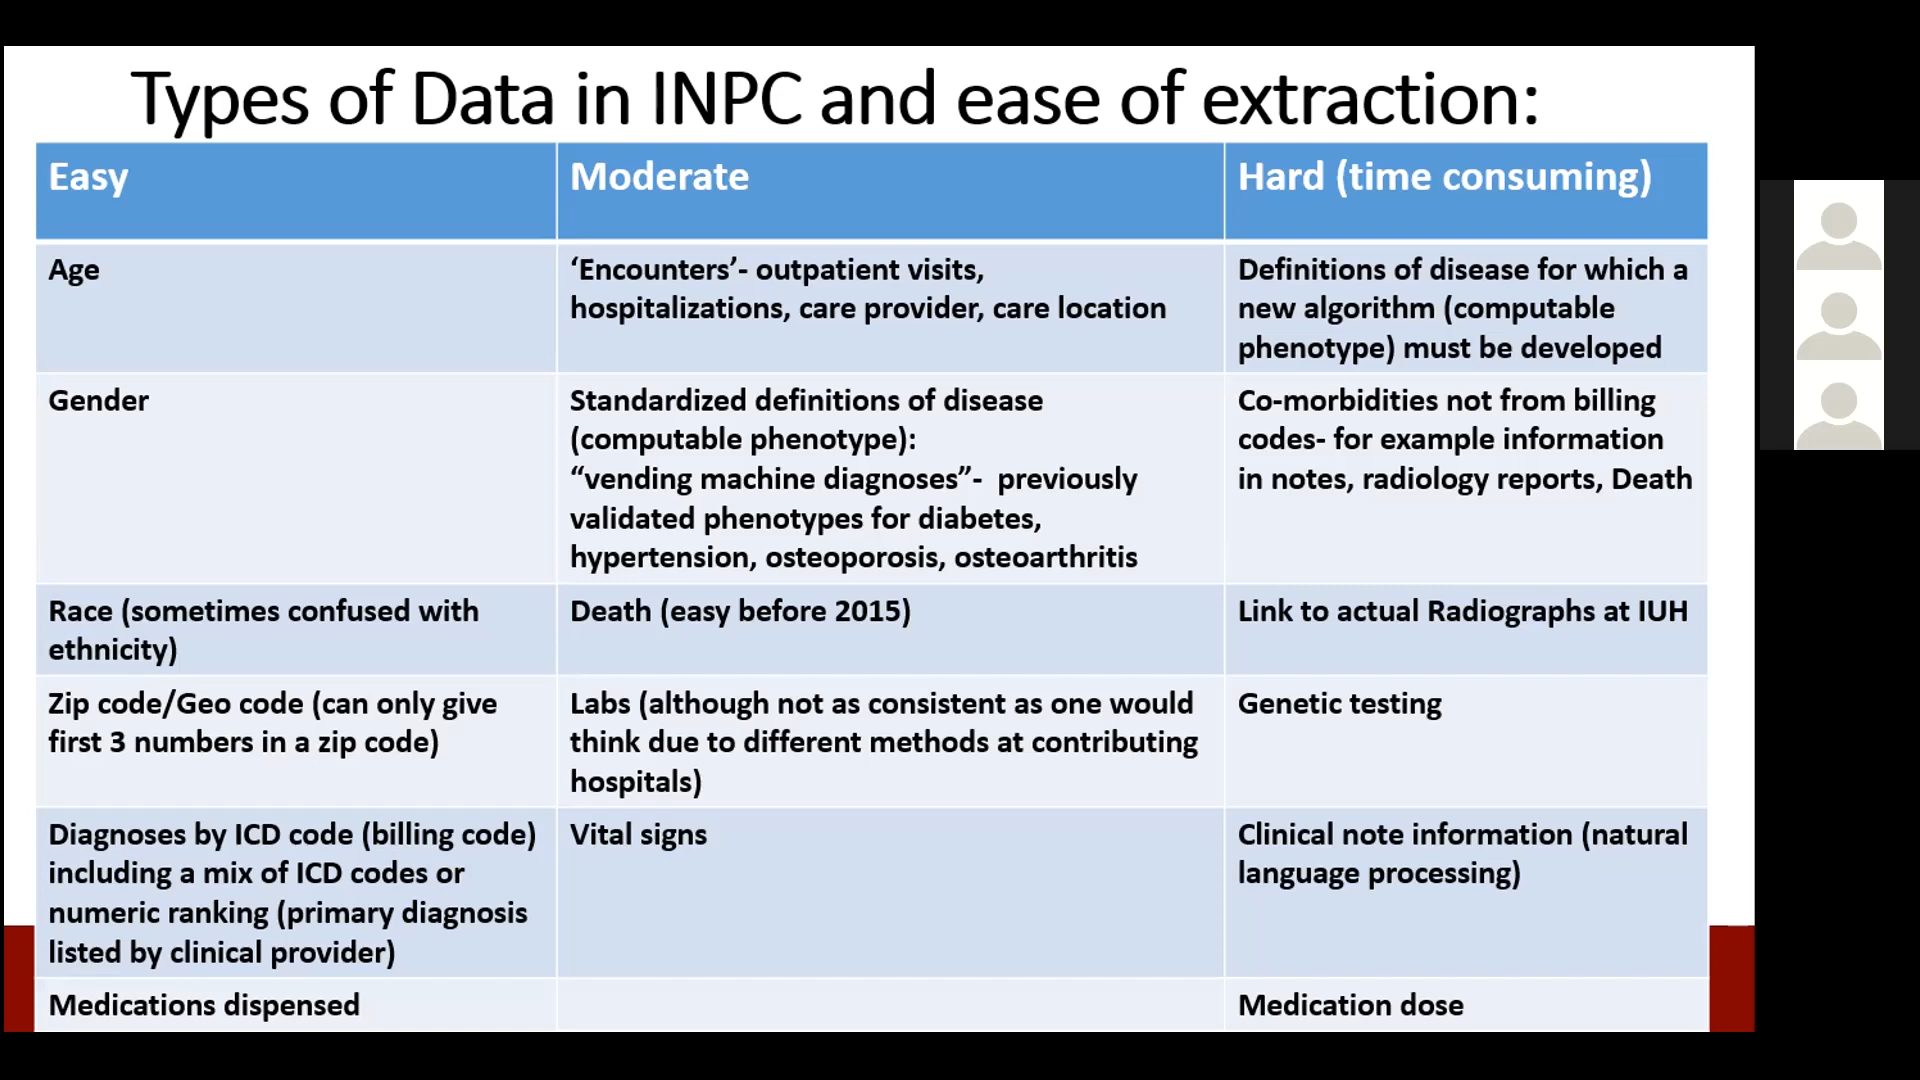 Types of Data in INPC and ease of extraction:
Easy
Moderate
Hard (time consuming)
Age
‘Encounters’- outpatient visits,
hospitalizations, care provider, care location
Definitions of disease for which a
new algorithm (computable
phenotype) must be developed
Gender
Standardized definitions of disease
(computable phenotype):
“vending machine diagnoses”-  previously
validated phenotypes for diabetes,
hypertension, osteoporosis, osteoarthritis
Co-morbidities not from billing
codes- for example information
in notes, radiology reports, Death
Race (sometimes confused with
ethnicity)
Death (easy before 2015)
Link to actual Radiographs at IUH
Zip code/Geo code (can only give
first 3 numbers in a zip code)
Labs (although not as consistent as one would
think due to different methods at contributing
hospitals)
Genetic testing
Diagnoses by ICD code (billing code)
including a mix of ICD codes or
numeric ranking (primary diagnosis
listed by clinical provider)
Vital signs
Clinical note information (natural
language processing)
Medications dispensed
Medication dose